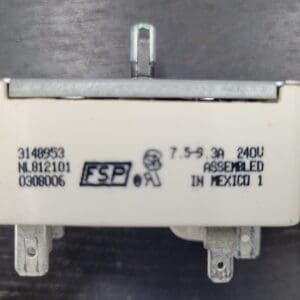 3148953
NL812101
0308006
FSP
7.5-9.3A 240V
ASSEMBLED
IN MEXICO 1